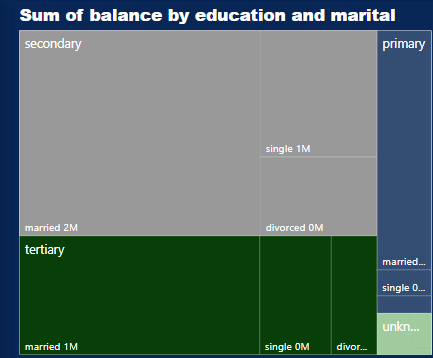 Sum of balance by education and marital
secondary
primary
single 1M
married 2M
divorced 0M
tertiary
married...
single 0...
unkn...
married 1M
single 0M
divor...